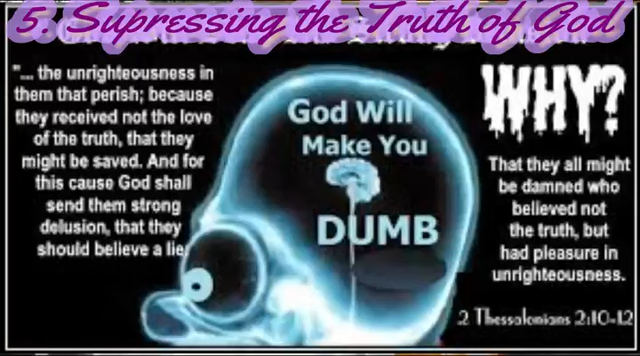 5. Supressing the Truth of God
"... the unrighteousness in
them that perish; because
they received not the love
of the truth, that they
might be saved. And for
this cause God shall
send them strong
delusion, that they
should believe a lie
God Will
Make You
DUMB
WHY?
That they all might
be damned who
believed not
the truth, but
had pleasure in
unrighteousness.
2 Thessalonians 2:10-12